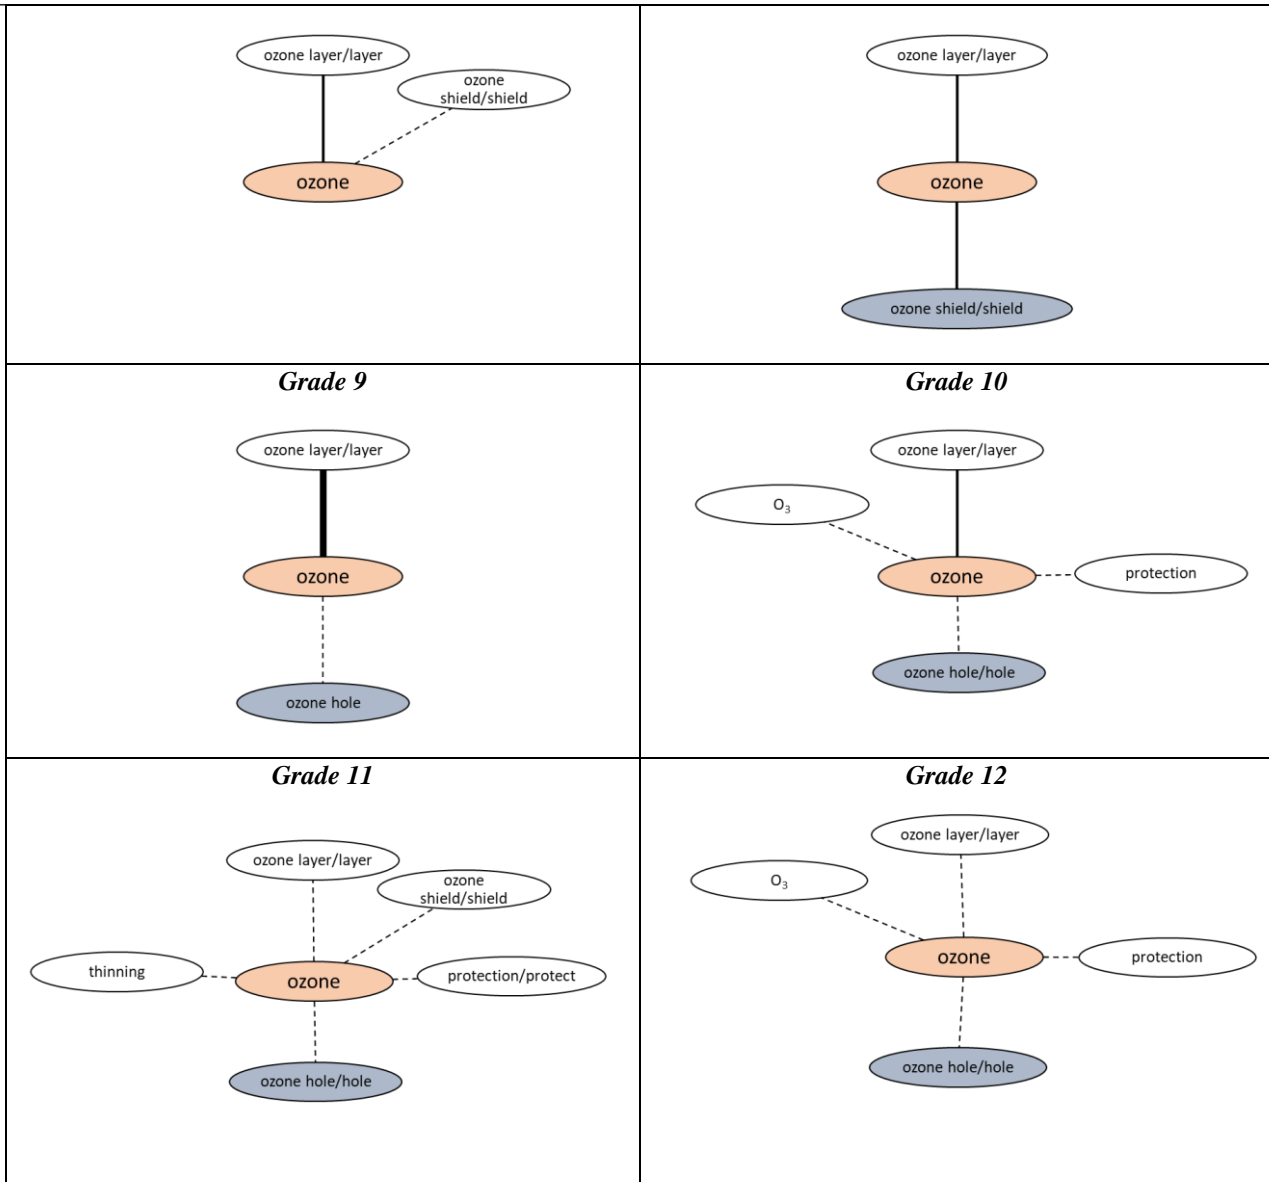 ozone layer/layer
ozone
shield/shield
ozone
ozone layer/layer
ozone
ozone shield/shield
Grade 9
ozone layer/layer
ozone
ozone hole
Grade 10
ozone layer/layer
O₃
protection
ozone
ozone hole/hole
Grade 11
ozone layer/layer
ozone
shield/shield
thinning
ozone
protection/protect
ozone hole/hole
Grade 12
ozone layer/layer
O₃
ozone
protection
ozone hole/hole